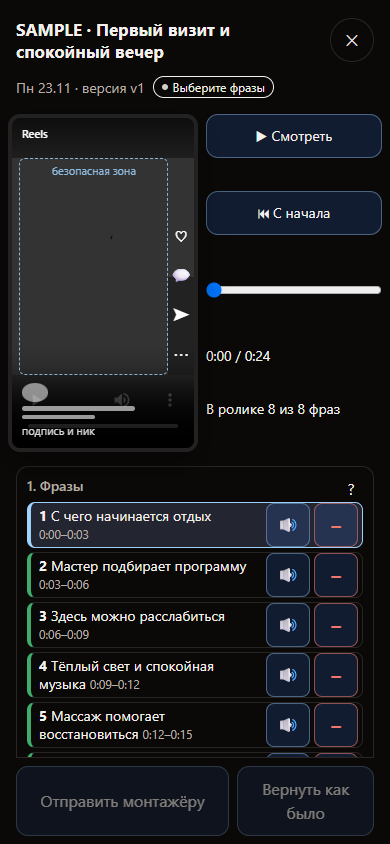 SAMPLE · Первый визит и
спокойный вечер
Пн 23.11 · версия v1
Выберите фразы
Reels
безопасная зона
подпись и ник
Смотреть
С начала
0:00 / 0:24
В ролике 8 из 8 фраз
1. Фразы
?
1 С чего начинается отдых
0:00–0:03
2 Мастер подбирает программу
0:03–0:06
3 Здесь можно расслабиться
0:06–0:09
4 Тёплый свет и спокойная
музыка 0:09–0:12
5 Массаж помогает
восстановиться 0:12–0:15
Отправить монтажёру
Вернуть как
было